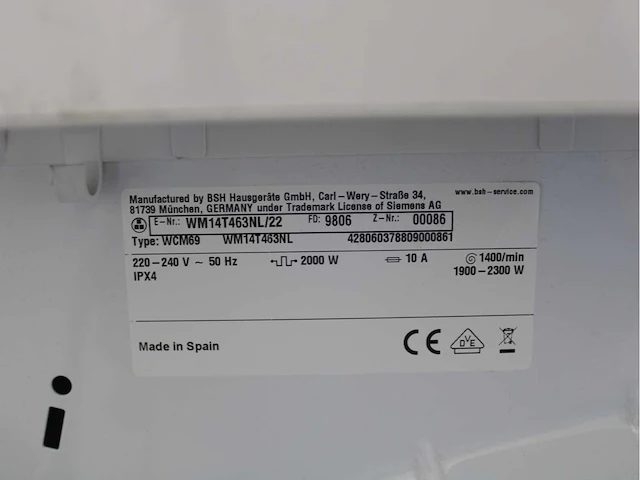 Manufactured by BSH Hausgeräte GmbH, Carl-Wery-Straße 34,
81739 München, GERMANY under Trademark License of Siemens AG
www.bsh-service.com
E-Nr.: WM14T463NL/22 FD: 9806 Z-Nr.: 00086
Type: WCM69 WM14T463NL 428060378809000861
220-240 V ~ 50 Hz 2000 W 10 A 1400/min
IPX4 1900-2300 W
Made in Spain CE DVE